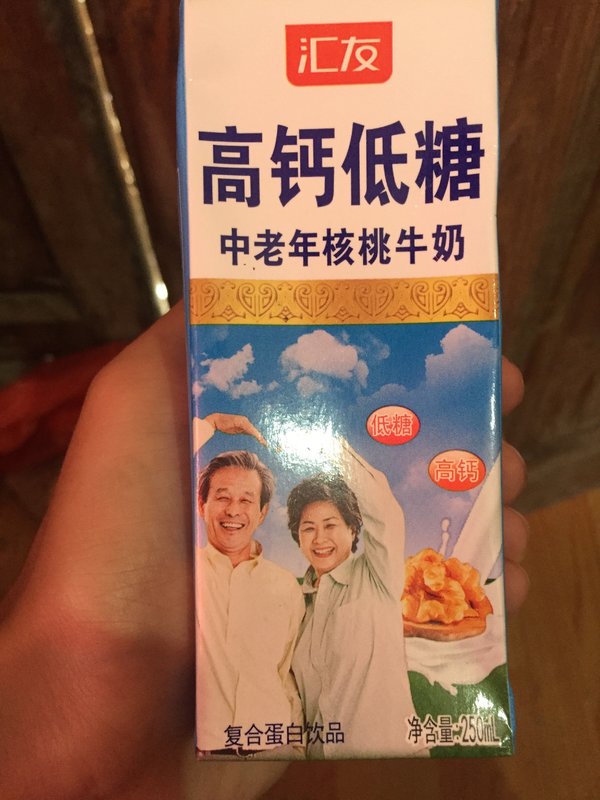 汇友
高钙低糖
中老年核桃牛奶
低糖
高钙
复合蛋白饮品
净含量:250mL